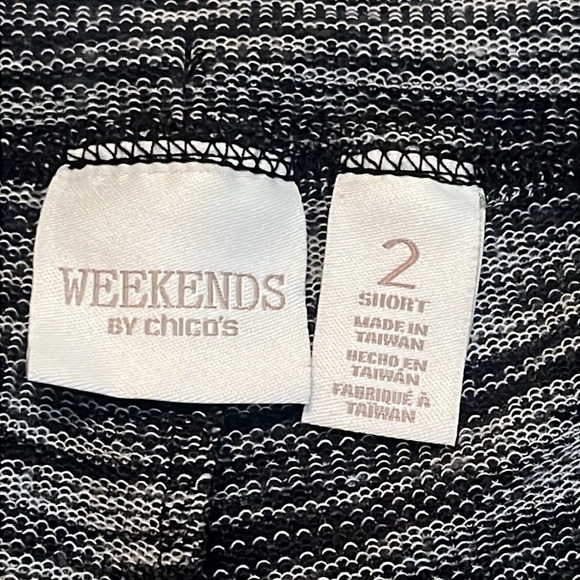 WEEKENDS
BY chico's
2
SHORT
MADE IN
TAIWAN
HECHO EN
TAIWÁN
FABRIQUÉ À
TAÏWAN